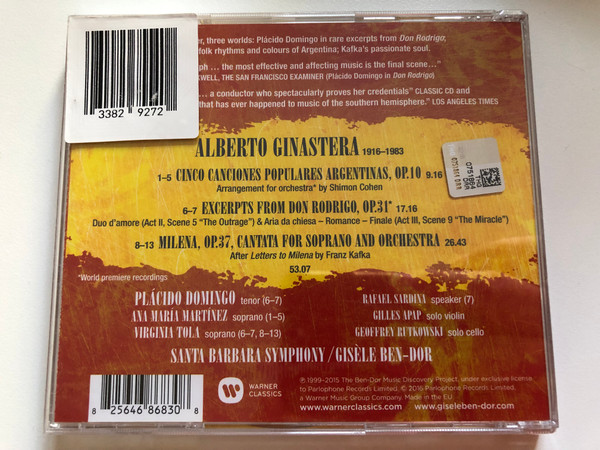 er, three worlds: Plácido Domingo in rare excerpts from Don Rodrigo;
folk rhythms and colours of Argentina; Kafka's passionate soul.
ph … the most effective and affecting music is the final scene…"
KWELL, THE SAN FRANCISCO EXAMINER (Plácido Domingo in Don Rodrigo)
… a conductor who spectacularly proves her credentials" CLASSIC CD and
that has ever happened to music of the southern hemisphere." LOS ANGELES TIMES
3382 9272
ALBERTO GINASTERA 1916–1983
1–5 CINCO CANCIONES POPULARES ARGENTINAS, OP.10 9.16
Arrangement for orchestra* by Shimon Cohen
6–7 EXCERPTS FROM DON RODRIGO, OP.31* 17.16
Duo d'amore (Act II, Scene 5 "The Outrage") & Aria da chiesa – Romance – Finale (Act III, Scene 9 "The Miracle")
8–13 MILENA, OP.37, CANTATA FOR SOPRANO AND ORCHESTRA 26.43
After Letters to Milena by Franz Kafka
53.07
*World premiere recordings
PLÁCIDO DOMINGO tenor (6–7)
ANA MARÍA MARTÍNEZ soprano (1–5)
VIRGINIA TOLA soprano (6–7, 8–13)
RAFAEL SARDINA speaker (7)
GILLES APAP solo violin
GEOFFREY RUTKOWSKI solo cello
SANTA BARBARA SYMPHONY / GISÈLE BEN-DOR
8 25646 86830 8
WARNER
CLASSICS
℗ 1999–2015, The Ben-Dor Music Discovery Project, under exclusive license
to Parlophone Records Limited. © 2016 Parlophone Records Limited,
a Warner Music Group Company. Made in the EU.
www.warnerclassics.com www.giseleben-dor.com